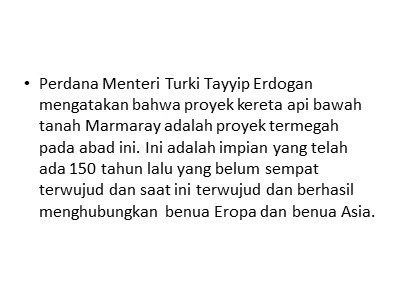 • Perdana Menteri Turki Tayyip Erdogan
mengatakan bahwa proyek kereta api bawah
tanah Marmaray adalah proyek termegah
pada abad ini. Ini adalah impian yang telah
ada 150 tahun lalu yang belum sempat
terwujud dan saat ini terwujud dan berhasil
menghubungkan benua Eropa dan benua Asia.